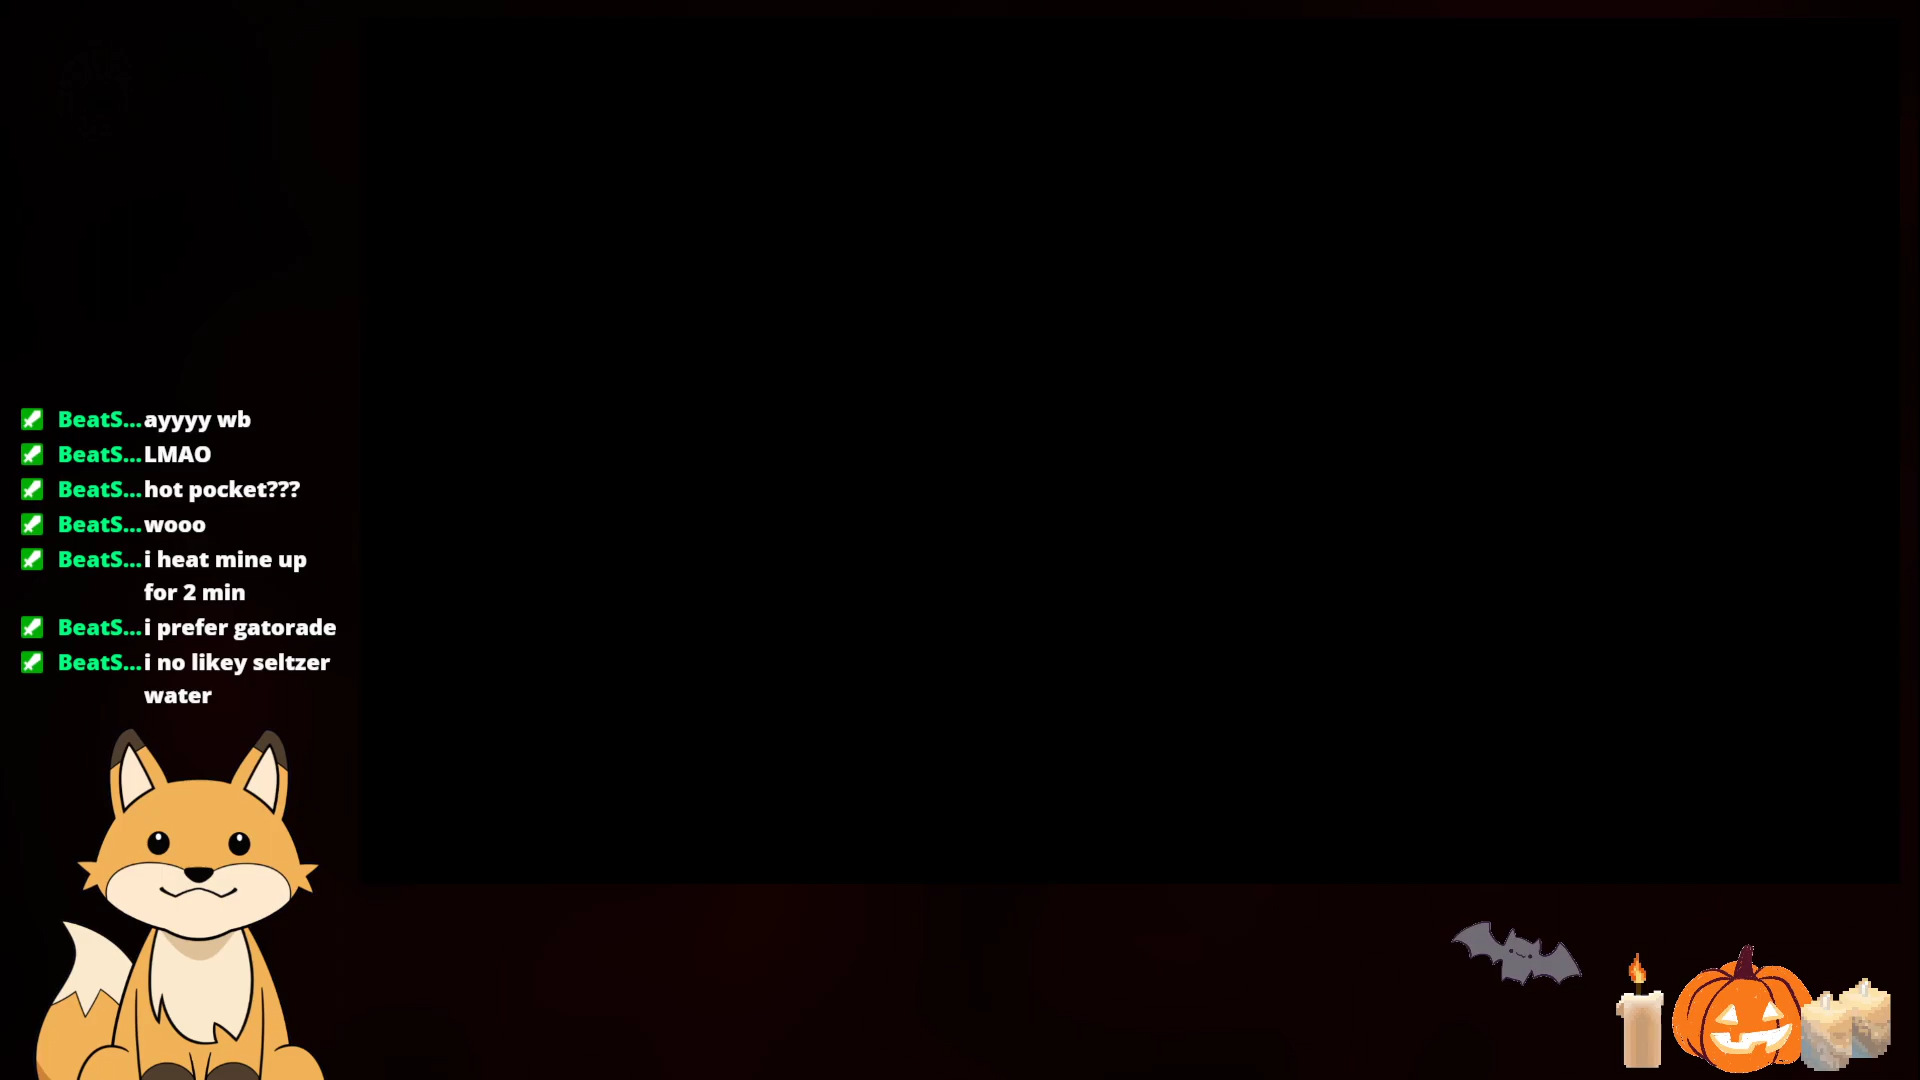 BeatS... ayyyy wb
BeatS... LMAO
BeatS... hot pocket???
BeatS... wooo
BeatS... i heat mine up
for 2 min
BeatS... i prefer gatorade
BeatS... i no likey seltzer
water